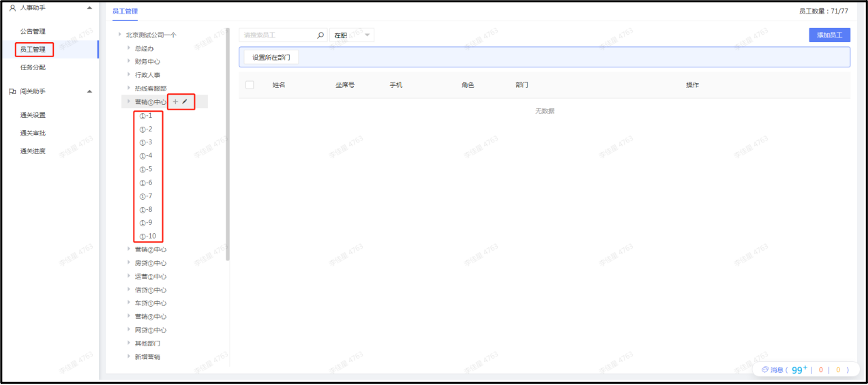 人事助手
公告管理
员工管理
任务分配
闯关助手
通关设置
通关审批
通关进度
员工管理
员工数量：71/77
北京测试公司一个
总经办
财务中心
行政人事
总线客服部
营销①中心
①-1
①-2
①-3
①-4
①-5
①-6
①-7
①-8
①-9
①-10
营销②中心
房贷①中心
运营①中心
信贷①中心
车贷①中心
营销③中心
网贷①中心
其他部门
新增营销
请搜索员工
在职
增加员工
设置所在部门
姓名 坐席号 手机 角色 部门 操作
无数据
消息 ( 99+ | 0 | 0 )